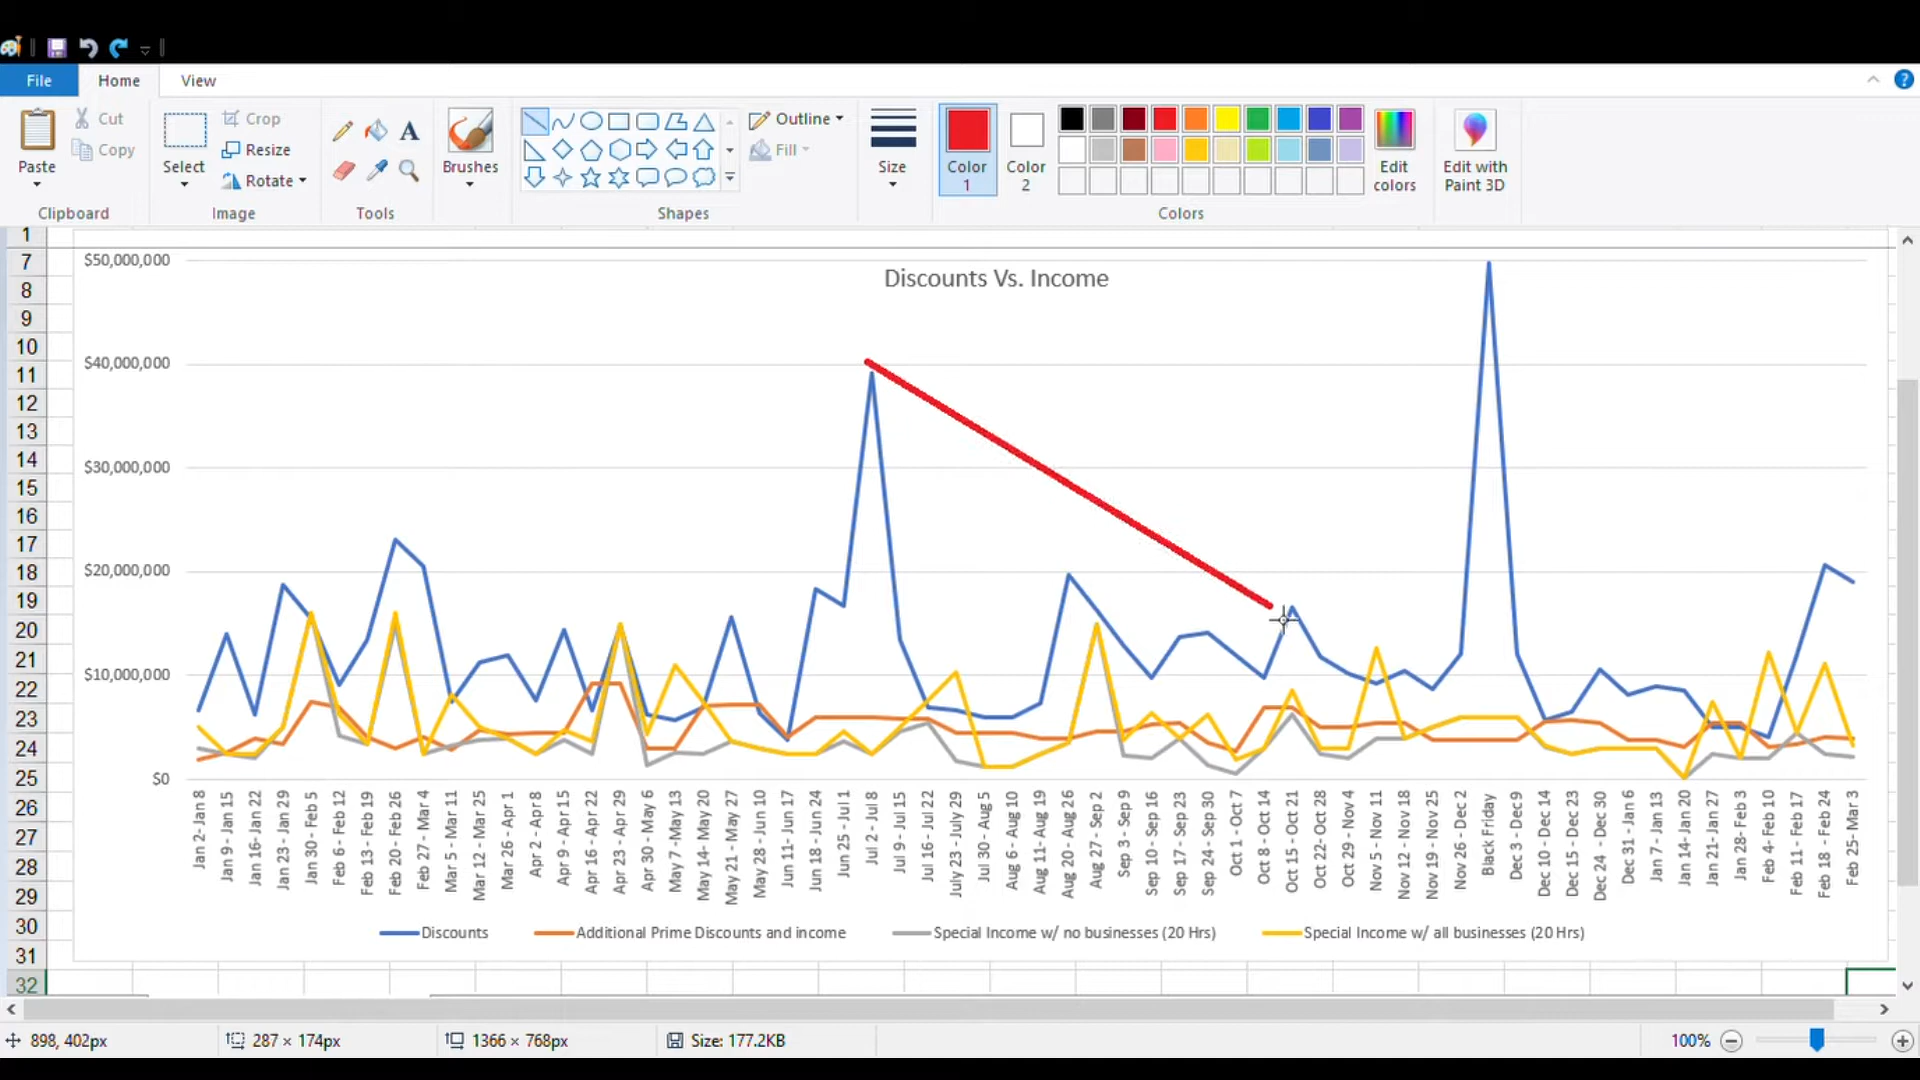 File Home View
Paste
Cut
Copy
Clipboard
Select
Crop
Resize
Rotate
Image
Tools
Brushes
Shapes
Outline
Fill
Size
Color 1
Color 2
Colors
Edit colors
Edit with Paint 3D
1
7
8
9
10
11
12
13
14
15
16
17
18
19
20
21
22
23
24
25
26
27
28
29
30
31
32
Discounts Vs. Income
$50,000,000
$40,000,000
$30,000,000
$20,000,000
$10,000,000
$0
Jan 2- Jan 8
Jan 9 - Jan 15
Jan 16- Jan 22
Jan 23 - Jan 29
Jan 30 - Feb 5
Feb 6 - Feb 12
Feb 13 - Feb 19
Feb 20 - Feb 26
Feb 27 - Mar 4
Mar 5 - Mar 11
Mar 12 - Mar 25
Mar 26 - Apr 1
Apr 2 - Apr 8
Apr 9 - Apr 15
Apr 16 - Apr 22
Apr 23 - Apr 29
Apr 30 - May 6
May 7 -May 13
May 14- May 20
May 21 - May 27
May 28 - Jun 10
Jun 11- Jun 17
Jun 18 - Jun 24
Jun 25 - Jul 1
Jul 2 - Jul 8
Jul 9 - Jul 15
Jul 16 - Jul 22
July 23 - July 29
Jul 30 - Aug 5
Aug 6 - Aug 10
Aug 11- Aug 19
Aug 20 - Aug 26
Aug 27 - Sep 2
Sep 3 - Sep 9
Sep 10 - Sep 16
Sep 17 - Sep 23
Sep 24 - Sep 30
Oct 1 - Oct 7
Oct 8 - Oct 14
Oct 15 - Oct 21
Oct 22- Oct 28
Oct 29 - Nov 4
Nov 5 - Nov 11
Nov 12 - Nov 18
Nov 19 - Nov 25
Nov 26 - Dec 2
Black Friday
Dec 3 - Dec 9
Dec 10 - Dec 14
Dec 15 - Dec 23
Dec 24 - Dec 30
Dec 31 - Jan 6
Jan 7 - Jan 13
Jan 14- Jan 20
Jan 21- Jan 27
Jan 28- Feb 3
Feb 4- Feb 10
Feb 11 - Feb 17
Feb 18 - Feb 24
Feb 25- Mar 3
Discounts
Additional Prime Discounts and income
Special Income w/ no businesses (20 Hrs)
Special Income w/ all businesses (20 Hrs)
898, 402px
287 × 174px
1366 × 768px
Size: 177.2KB
100%